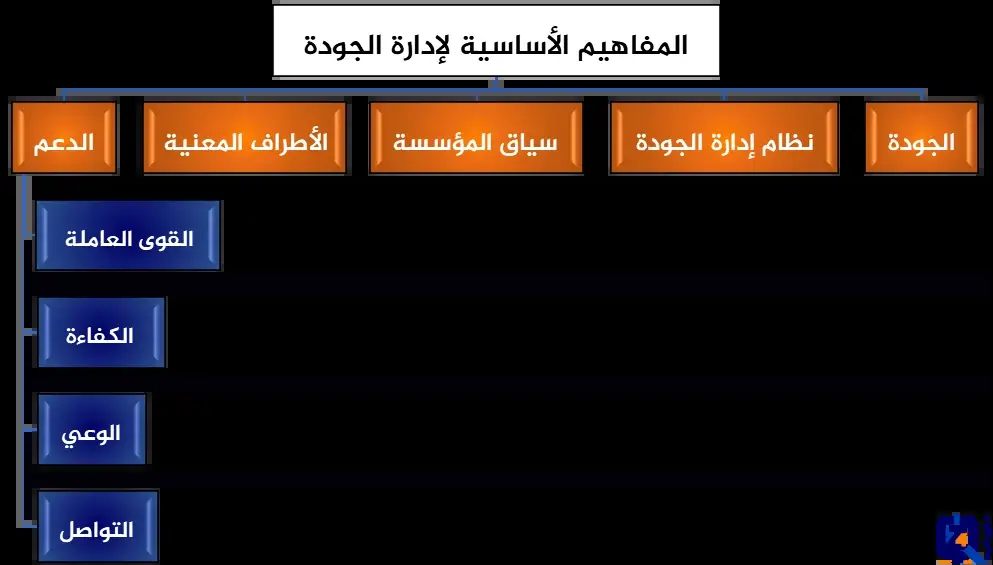 المفاهيم الأساسية لإدارة الجودة
الجودة
نظام إدارة الجودة
سياق المؤسسة
الأطراف المعنية
الدعم
القوى العاملة
الكفاءة
الوعي
التواصل